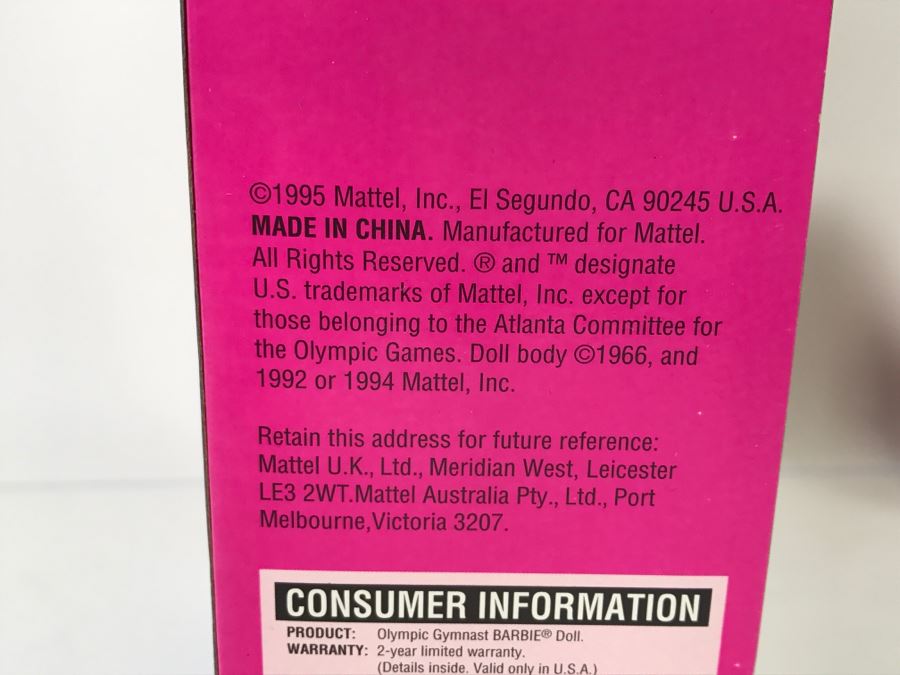 ©1995 Mattel, Inc., El Segundo, CA 90245 U.S.A.
MADE IN CHINA. Manufactured for Mattel.
All Rights Reserved. ® and ™ designate
U.S. trademarks of Mattel, Inc. except for
those belonging to the Atlanta Committee for
the Olympic Games. Doll body ©1966, and
1992 or 1994 Mattel, Inc.
Retain this address for future reference:
Mattel U.K., Ltd., Meridian West, Leicester
LE3 2WT.Mattel Australia Pty., Ltd., Port
Melbourne,Victoria 3207.
CONSUMER INFORMATION
PRODUCT: Olympic Gymnast BARBIE® Doll.
WARRANTY: 2-year limited warranty.
(Details inside. Valid only in U.S.A.)